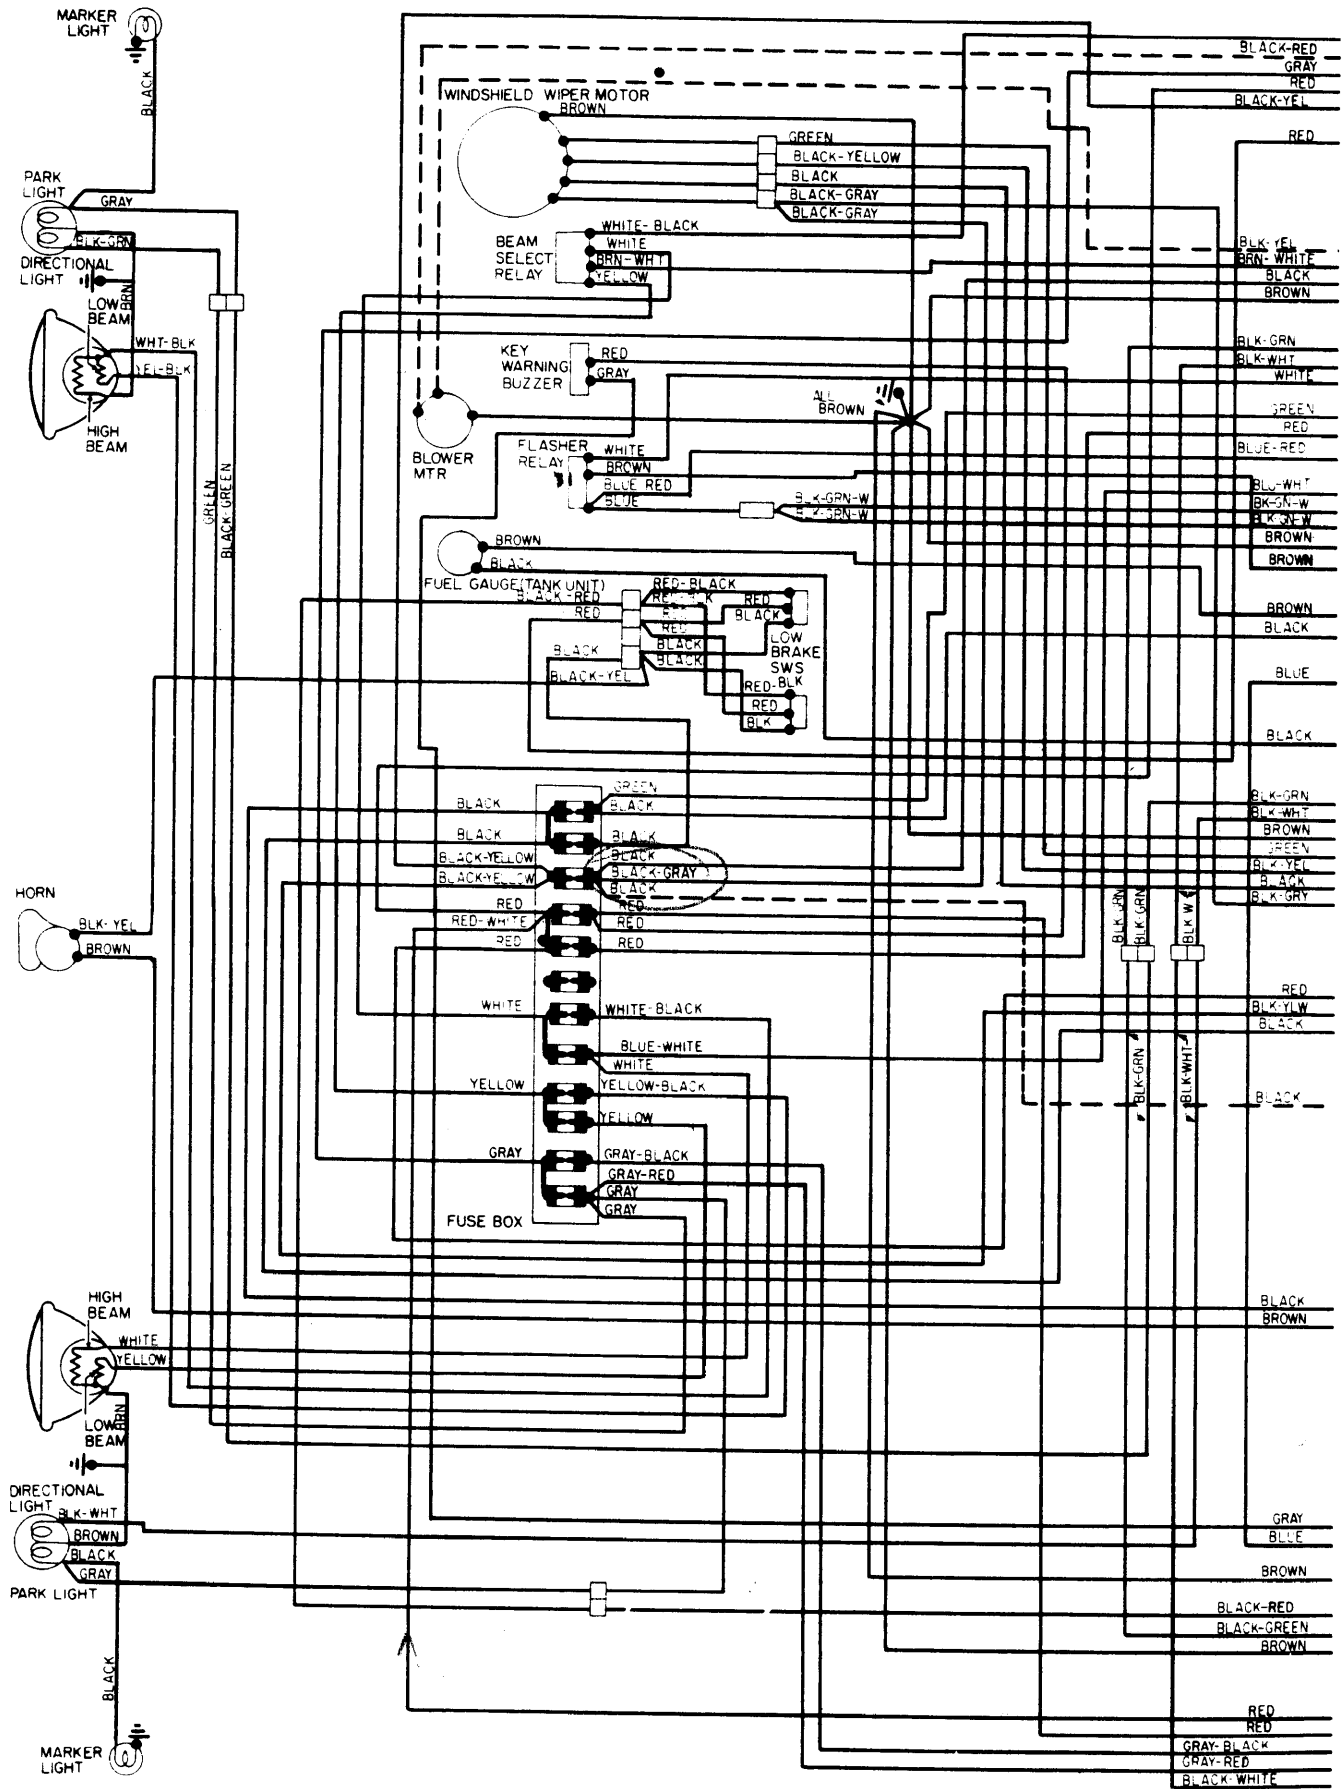 MARKER
LIGHT
BLACK
PARK
LIGHT
GRAY
BLK-GRN
DIRECTIONAL
LIGHT
BRN
LOW
BEAM
WHT-BLK
YEL-BLK
HIGH
BEAM
GREEN
BLACK-GREEN
WINDSHIELD WIPER MOTOR
BROWN
GREEN
BLACK-YELLOW
BLACK
BLACK-GRAY
BLACK-GRAY
BEAM
SELECT
RELAY
WHITE-BLACK
WHITE
BRN-WHT
YELLOW
KEY
WARNING
BUZZER
RED
GRAY
ALL
BROWN
BLOWER
MTR
FLASHER
RELAY
WHITE
BROWN
BLUE RED
BLUE
BLK-GRN-W
BLK-GRN-W
BROWN
BLACK
FUEL GAUGE(TANK UNIT)
BLACK-RED
RED
BLACK
BLACK-YEL
RED-BLACK
RED-BLK
RED
RED
BLACK
BLACK
RED
BLACK
LOW
BRAKE
SWS
RED-BLK
RED
BLK
BLACK
BLACK
BLACK-YELLOW
BLACK-YELLOW
RED
RED-WHITE
RED
WHITE
YELLOW
GRAY
GREEN
BLACK
BLACK
BLACK
BLACK-GRAY
BLACK
RED
RED
RED
WHITE-BLACK
BLUE-WHITE
WHITE
YELLOW-BLACK
YELLOW
GRAY-BLACK
GRAY-RED
GRAY
GRAY
FUSE BOX
HORN
BLK-YEL
BROWN
HIGH
BEAM
WHITE
YELLOW
LOW
BEAM
BRN
DIRECTIONAL
LIGHT
BLK-WHT
BROWN
BLACK
GRAY
PARK LIGHT
BLACK
MARKER
LIGHT
BLACK-RED
GRAY
RED
BLACK-YEL
RED
BLK-YEL
BRN-WHITE
BLACK
BROWN
BLK-GRN
BLK-WHT
WHITE
GREEN
RED
BLUE-RED
BLU-WHT
BK-GN-W
BLK GN-W
BROWN
BROWN
BROWN
BLACK
BLUE
BLACK
BLK-GRN
BLK-WHT
BROWN
GREEN
BLK-YEL
BLACK
BLK-GRY
BLK-GRN
BLK-GRN
BLK W
RED
BLK-YLW
BLACK
BLK-GRN
BLK-WHT
BLACK
BLACK
BROWN
GRAY
BLUE
BROWN
BLACK-RED
BLACK-GREEN
BROWN
RED
RED
GRAY-BLACK
GRAY-RED
BLACK-WHITE